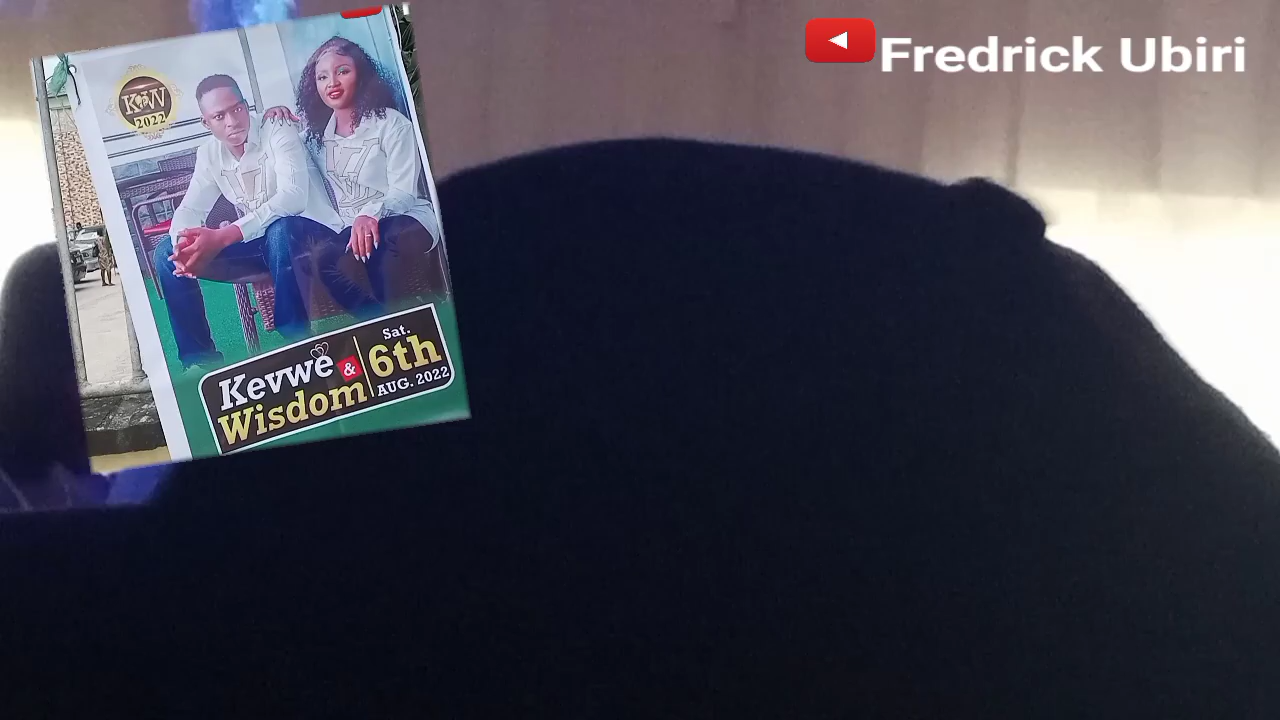 Fredrick Ubiri
K&W
2022
Kevwe &
Wisdom
Sat.
6th
AUG. 2022